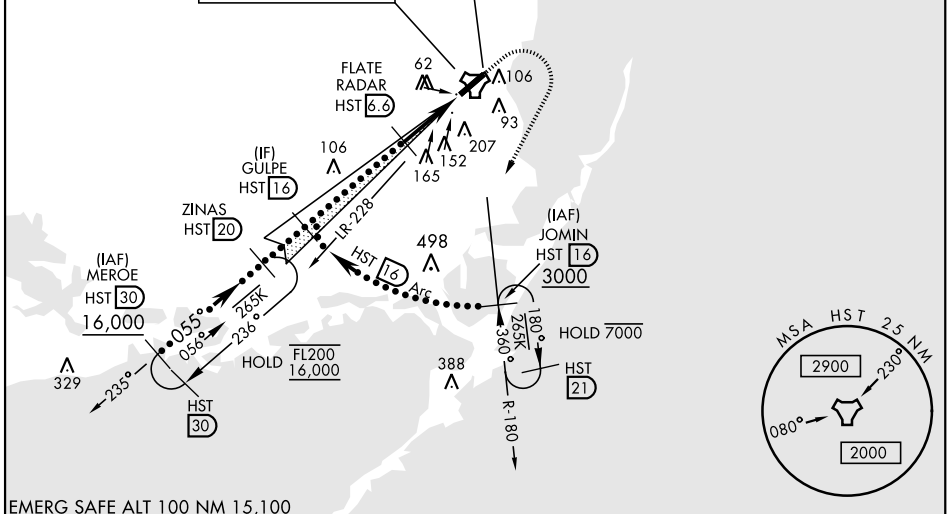 62
106
FLATE
RADAR
HST 6.6
93
207
152
165
106
(IF)
GULPE
HST 16
ZINAS
HST 20
LR-228
(IAF)
MEROE
HST 30
16,000
055°
056°
265K
236°
HOLD FL200
16,000
HST 16 Arc
498
(IAF)
JOMIN
HST 16
3000
265K
180°
360°
HOLD 7000
HST
21
R-180
388
329
235°
HST
30
MSA HST 25 NM
2900
230°
080°
2000
EMERG SAFE ALT 100 NM 15,100